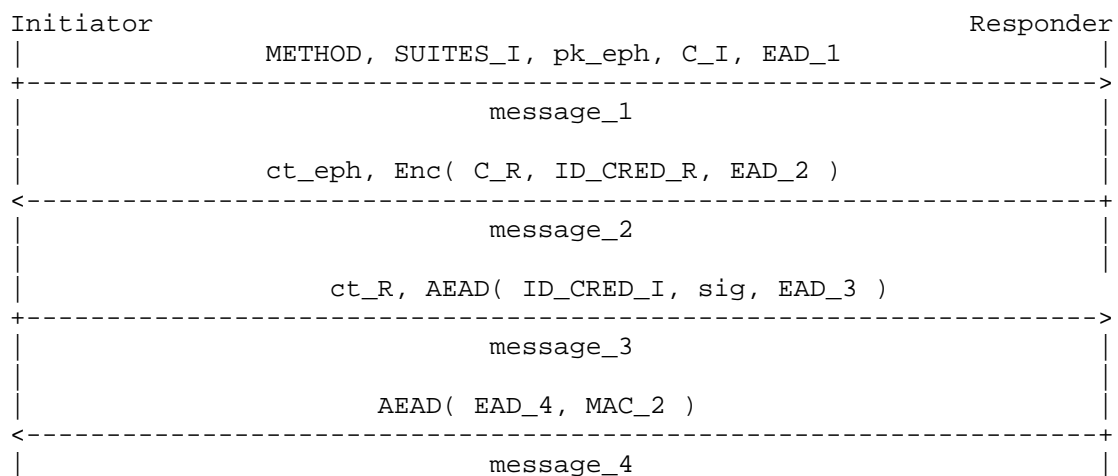 Initiator Responder
METHOD, SUITES_I, pk_eph, C_I, EAD_1
message_1
ct_eph, Enc( C_R, ID_CRED_R, EAD_2 )
message_2
ct_R, AEAD( ID_CRED_I, sig, EAD_3 )
message_3
AEAD( EAD_4, MAC_2 )
message_4